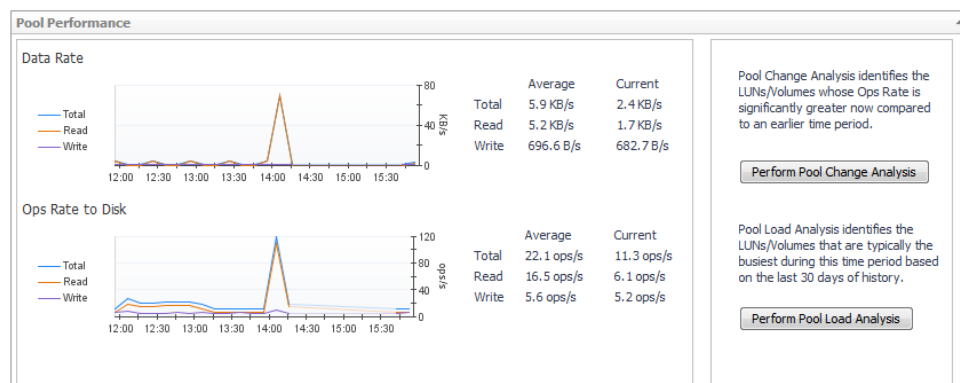 Pool Performance
Data Rate
Total
Read
Write
80
40
0
KB/s
12:00 12:30 13:00 13:30 14:00 14:30 15:00 15:30
Average Current
Total 5.9 KB/s 2.4 KB/s
Read 5.2 KB/s 1.7 KB/s
Write 696.6 B/s 682.7 B/s
Ops Rate to Disk
Total
Read
Write
120
80
40
0
ops/s
12:00 12:30 13:00 13:30 14:00 14:30 15:00 15:30
Average Current
Total 22.1 ops/s 11.3 ops/s
Read 16.5 ops/s 6.1 ops/s
Write 5.6 ops/s 5.2 ops/s
Pool Change Analysis identifies the
LUNs/Volumes whose Ops Rate is
significantly greater now compared
to an earlier time period.
Perform Pool Change Analysis
Pool Load Analysis identifies the
LUNs/Volumes that are typically the
busiest during this time period based
on the last 30 days of history.
Perform Pool Load Analysis